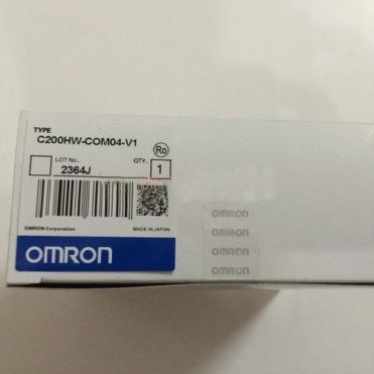 TYPE
C200HW-COM04-V1
Ro
LOT No. QTY.
2364J 1
OMRON Corporation MADE IN JAPAN
OMRON
OMRON
OMRON
OMRON
OMRON